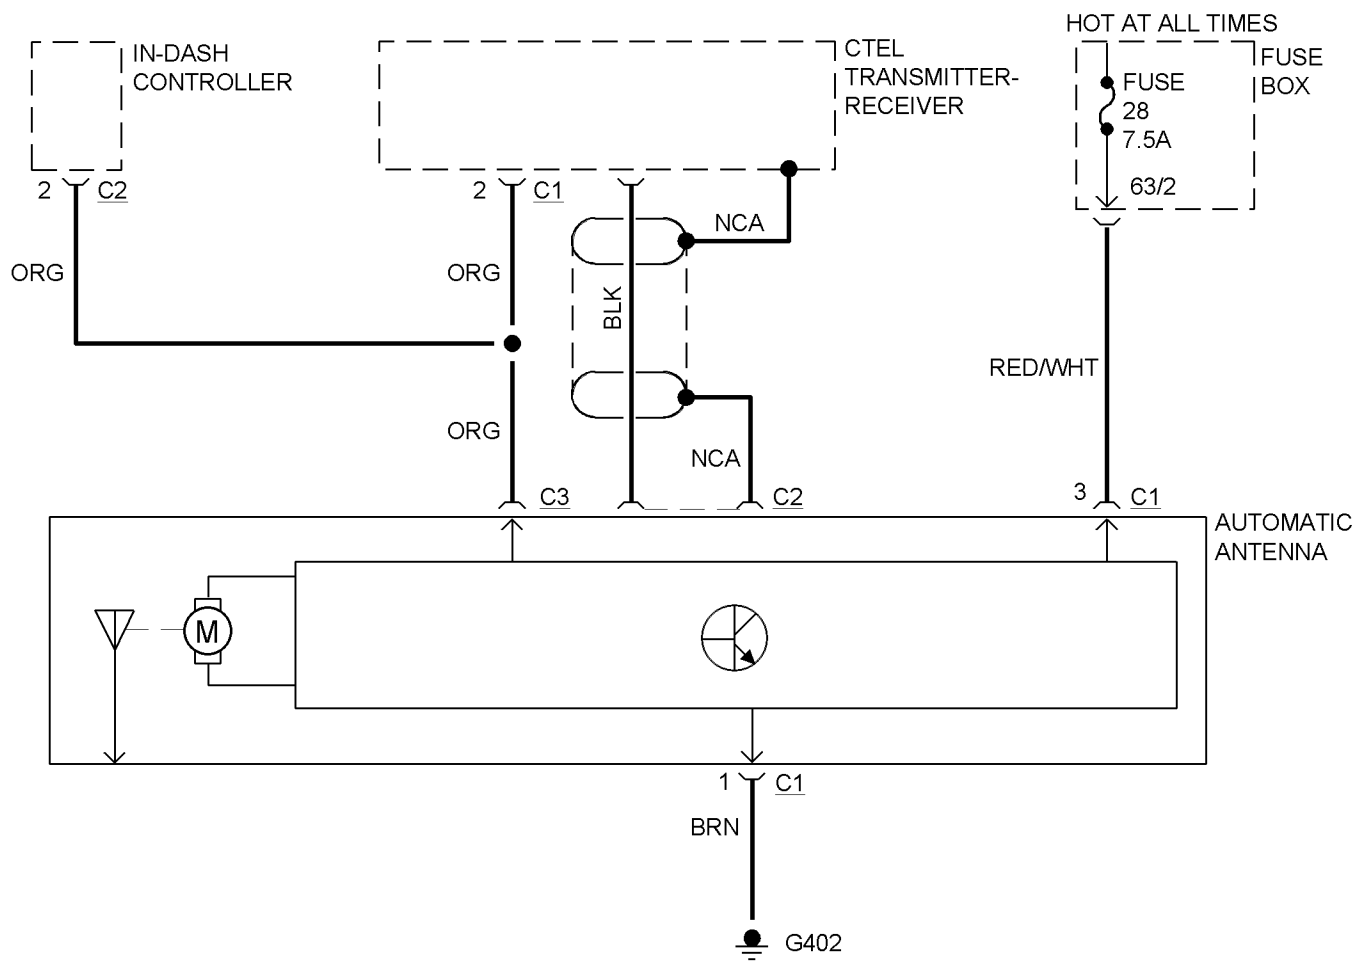 HOT AT ALL TIMES
IN-DASH
CONTROLLER
CTEL
TRANSMITTER-
RECEIVER
FUSE
28
7.5A
FUSE
BOX
63/2
2 C2
2 C1
NCA
ORG
ORG
BLK
RED/WHT
ORG
NCA
C3
C2
3 C1
AUTOMATIC
ANTENNA
M
1 C1
BRN
G402